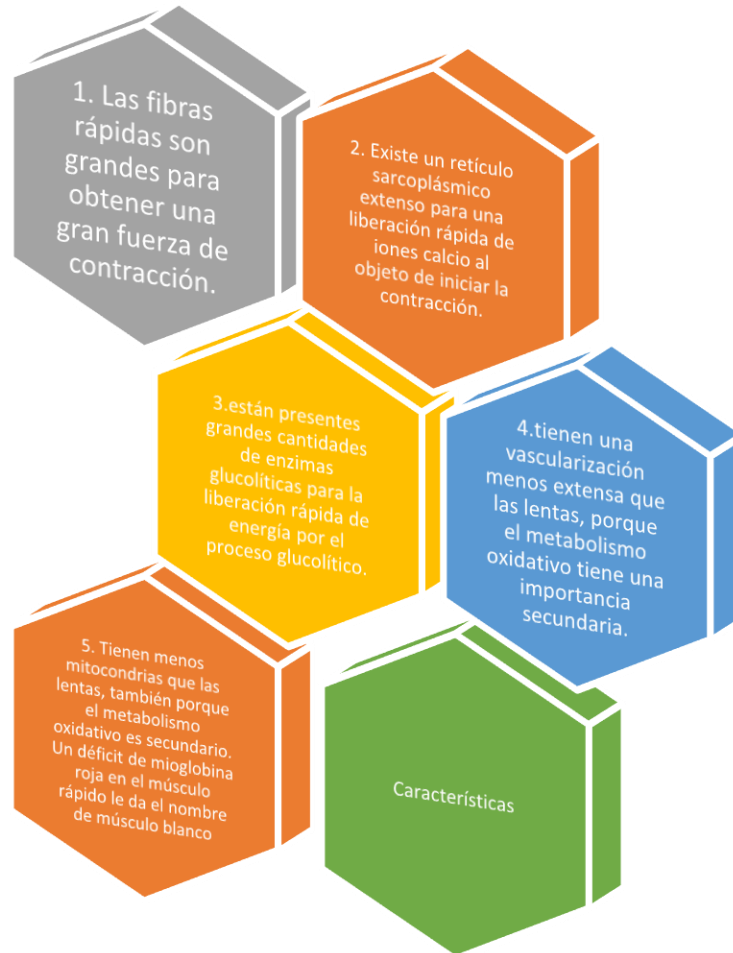 1. Las fibras
rápidas son
grandes para
obtener una
gran fuerza de
contracción.
2. Existe un retículo
sarcoplásmico
extenso para una
liberación rápida de
iones calcio al
objeto de iniciar la
contracción.
3.están presentes
grandes cantidades
de enzimas
glucolíticas para la
liberación rápida de
energía por el
proceso glucolítico.
4.tienen una
vascularización
menos extensa que
las lentas, porque
el metabolismo
oxidativo tiene una
importancia
secundaria.
5. Tienen menos
mitocondrias que las
lentas, también porque
el metabolismo
oxidativo es secundario.
Un déficit de mioglobina
roja en el músculo
rápido le da el nombre
de músculo blanco
Características